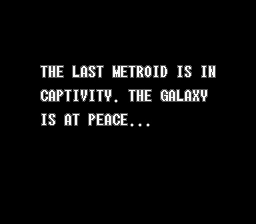 THE LAST METROID IS IN
CAPTIVITY. THE GALAXY
IS AT PEACE...